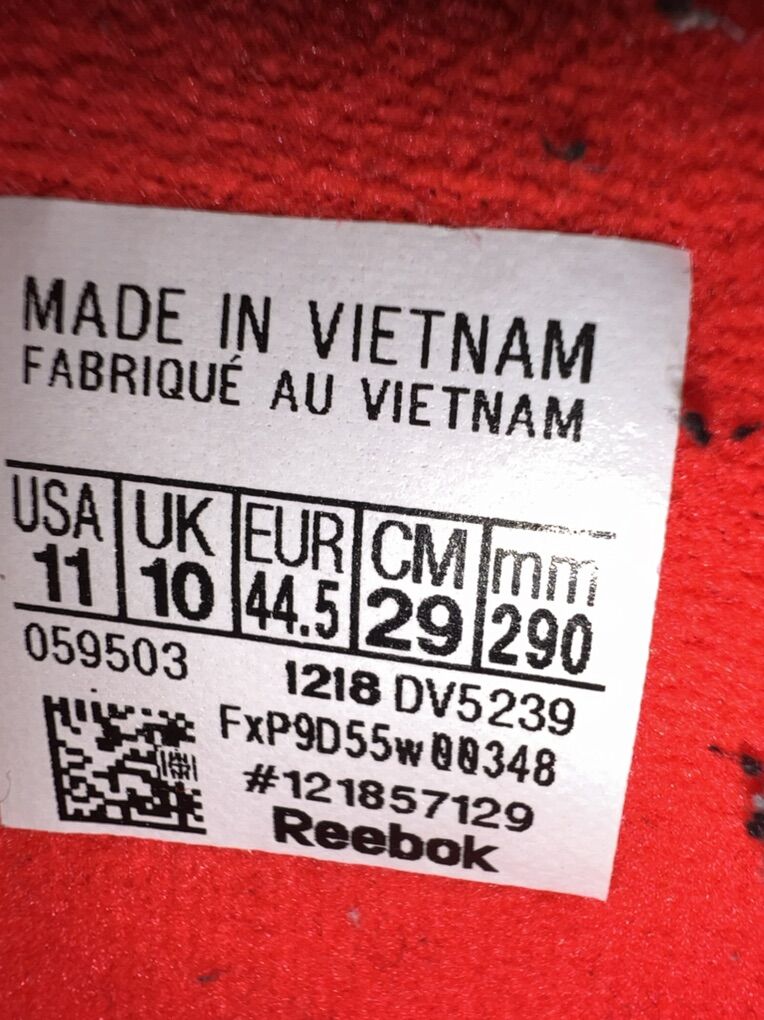 MADE IN VIETNAM
FABRIQUÉ AU VIETNAM
USA UK EUR CM mm
11 10 44.5 29 290
059503 1218 DV5239
FxP9D55w00348
#121857129
Reebok